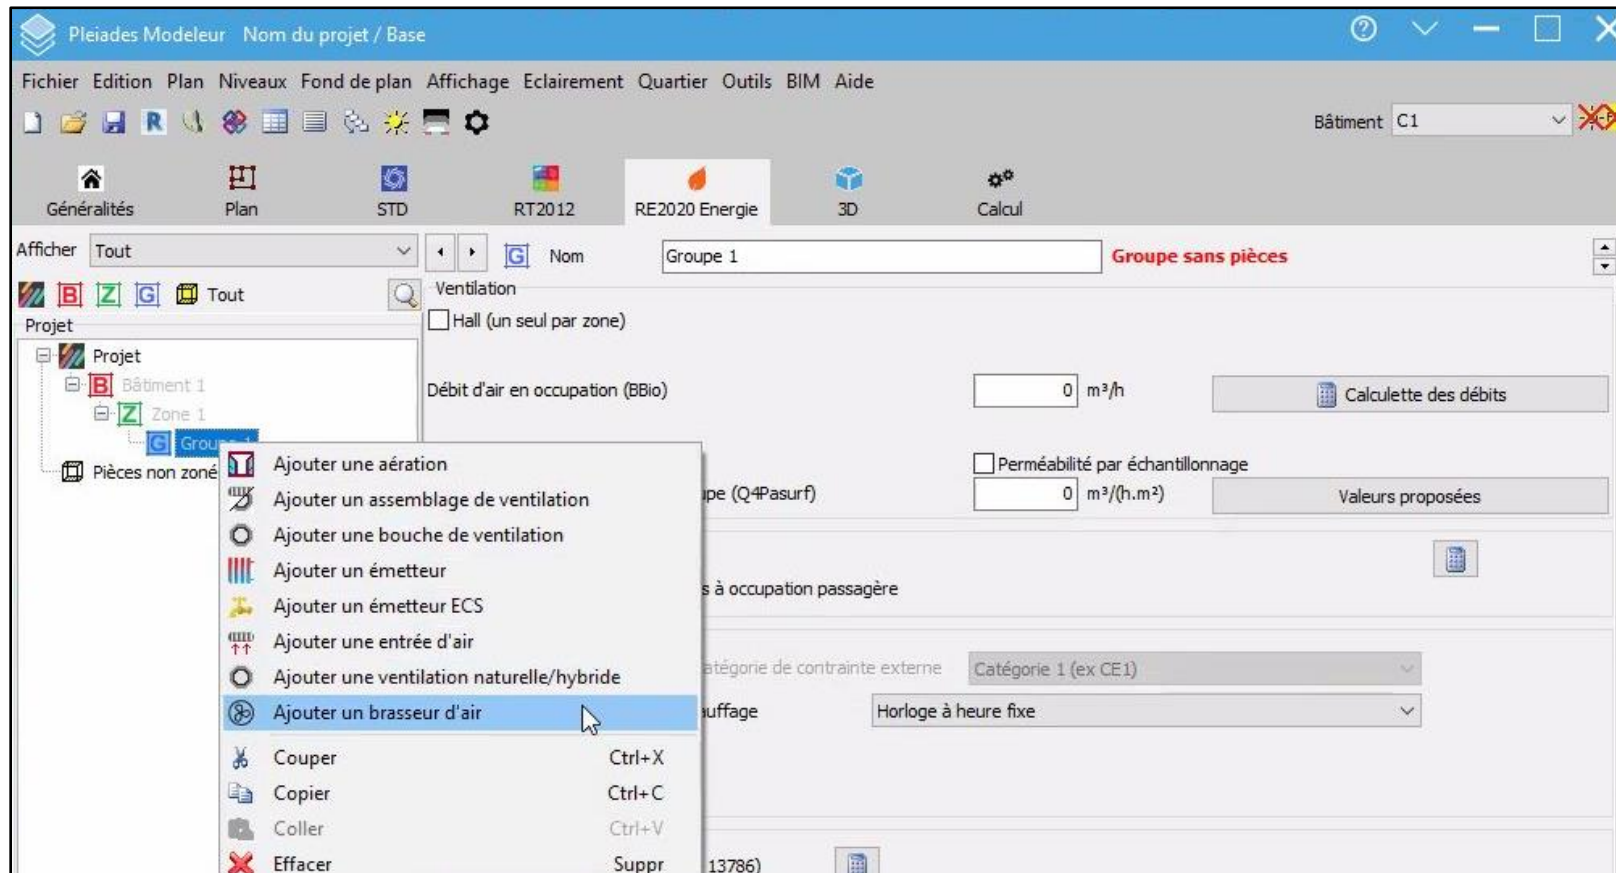 Pleiades Modeleur Nom du projet / Base
Fichier Edition Plan Niveaux Fond de plan Affichage Eclairement Quartier Outils BIM Aide
R
Bâtiment C1
Généralités Plan STD RT2012 RE2020 Energie 3D Calcul
Afficher Tout
G Nom Groupe 1 Groupe sans pièces
B Z G Tout
Ventilation
Hall (un seul par zone)
Projet
Projet
B Bâtiment 1
Débit d'air en occupation (BBio) 0 m³/h Calculette des débits
Z Zone 1
G Groupe 1
Pièces non zoné
Ajouter une aération
Ajouter un assemblage de ventilation
Ajouter une bouche de ventilation
Ajouter un émetteur
Ajouter un émetteur ECS
Ajouter une entrée d'air
Ajouter une ventilation naturelle/hybride
Ajouter un brasseur d'air
Couper Ctrl+X
Copier Ctrl+C
Coller Ctrl+V
Effacer Suppr
Perméabilité par échantillonnage
(Q4Pasurf) 0 m³/(h.m²) Valeurs proposées
à occupation passagère
atégorie de contrainte externe Catégorie 1 (ex CE1)
auffage Horloge à heure fixe
13786)